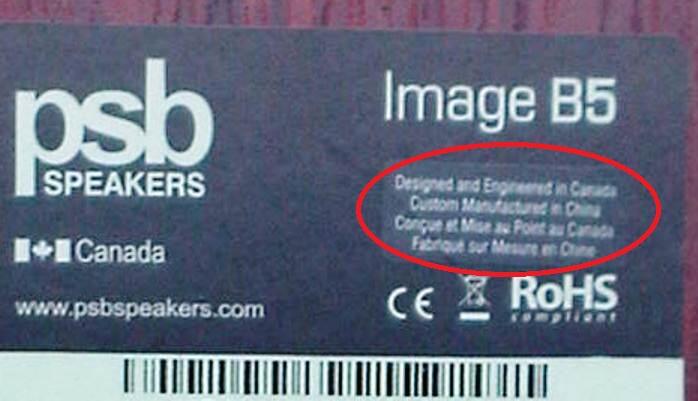 psb
SPEAKERS
Canada
www.psbspeakers.com
Image B5
Designed and Engineered in Canada
Custom Manufactured in China
Conçue et Mise au Point au Canada
Fabriqué sur Mesure en Chine
CE
RoHS
compliant